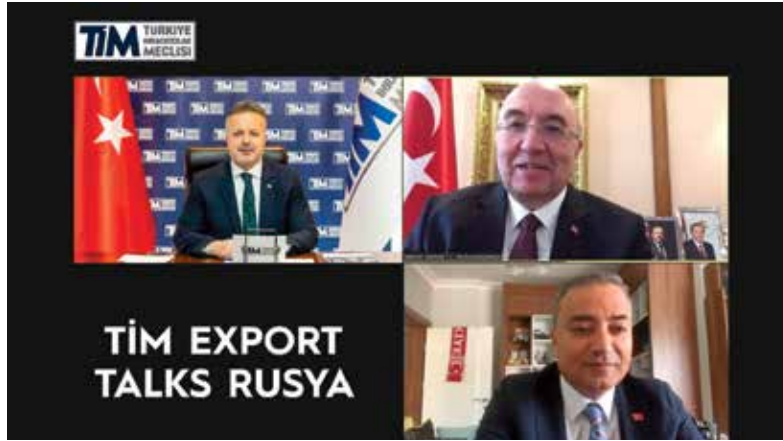 TİM
TÜRKİYE
İHRACATÇILAR
MECLİSİ
TİM EXPORT
TALKS RUSYA